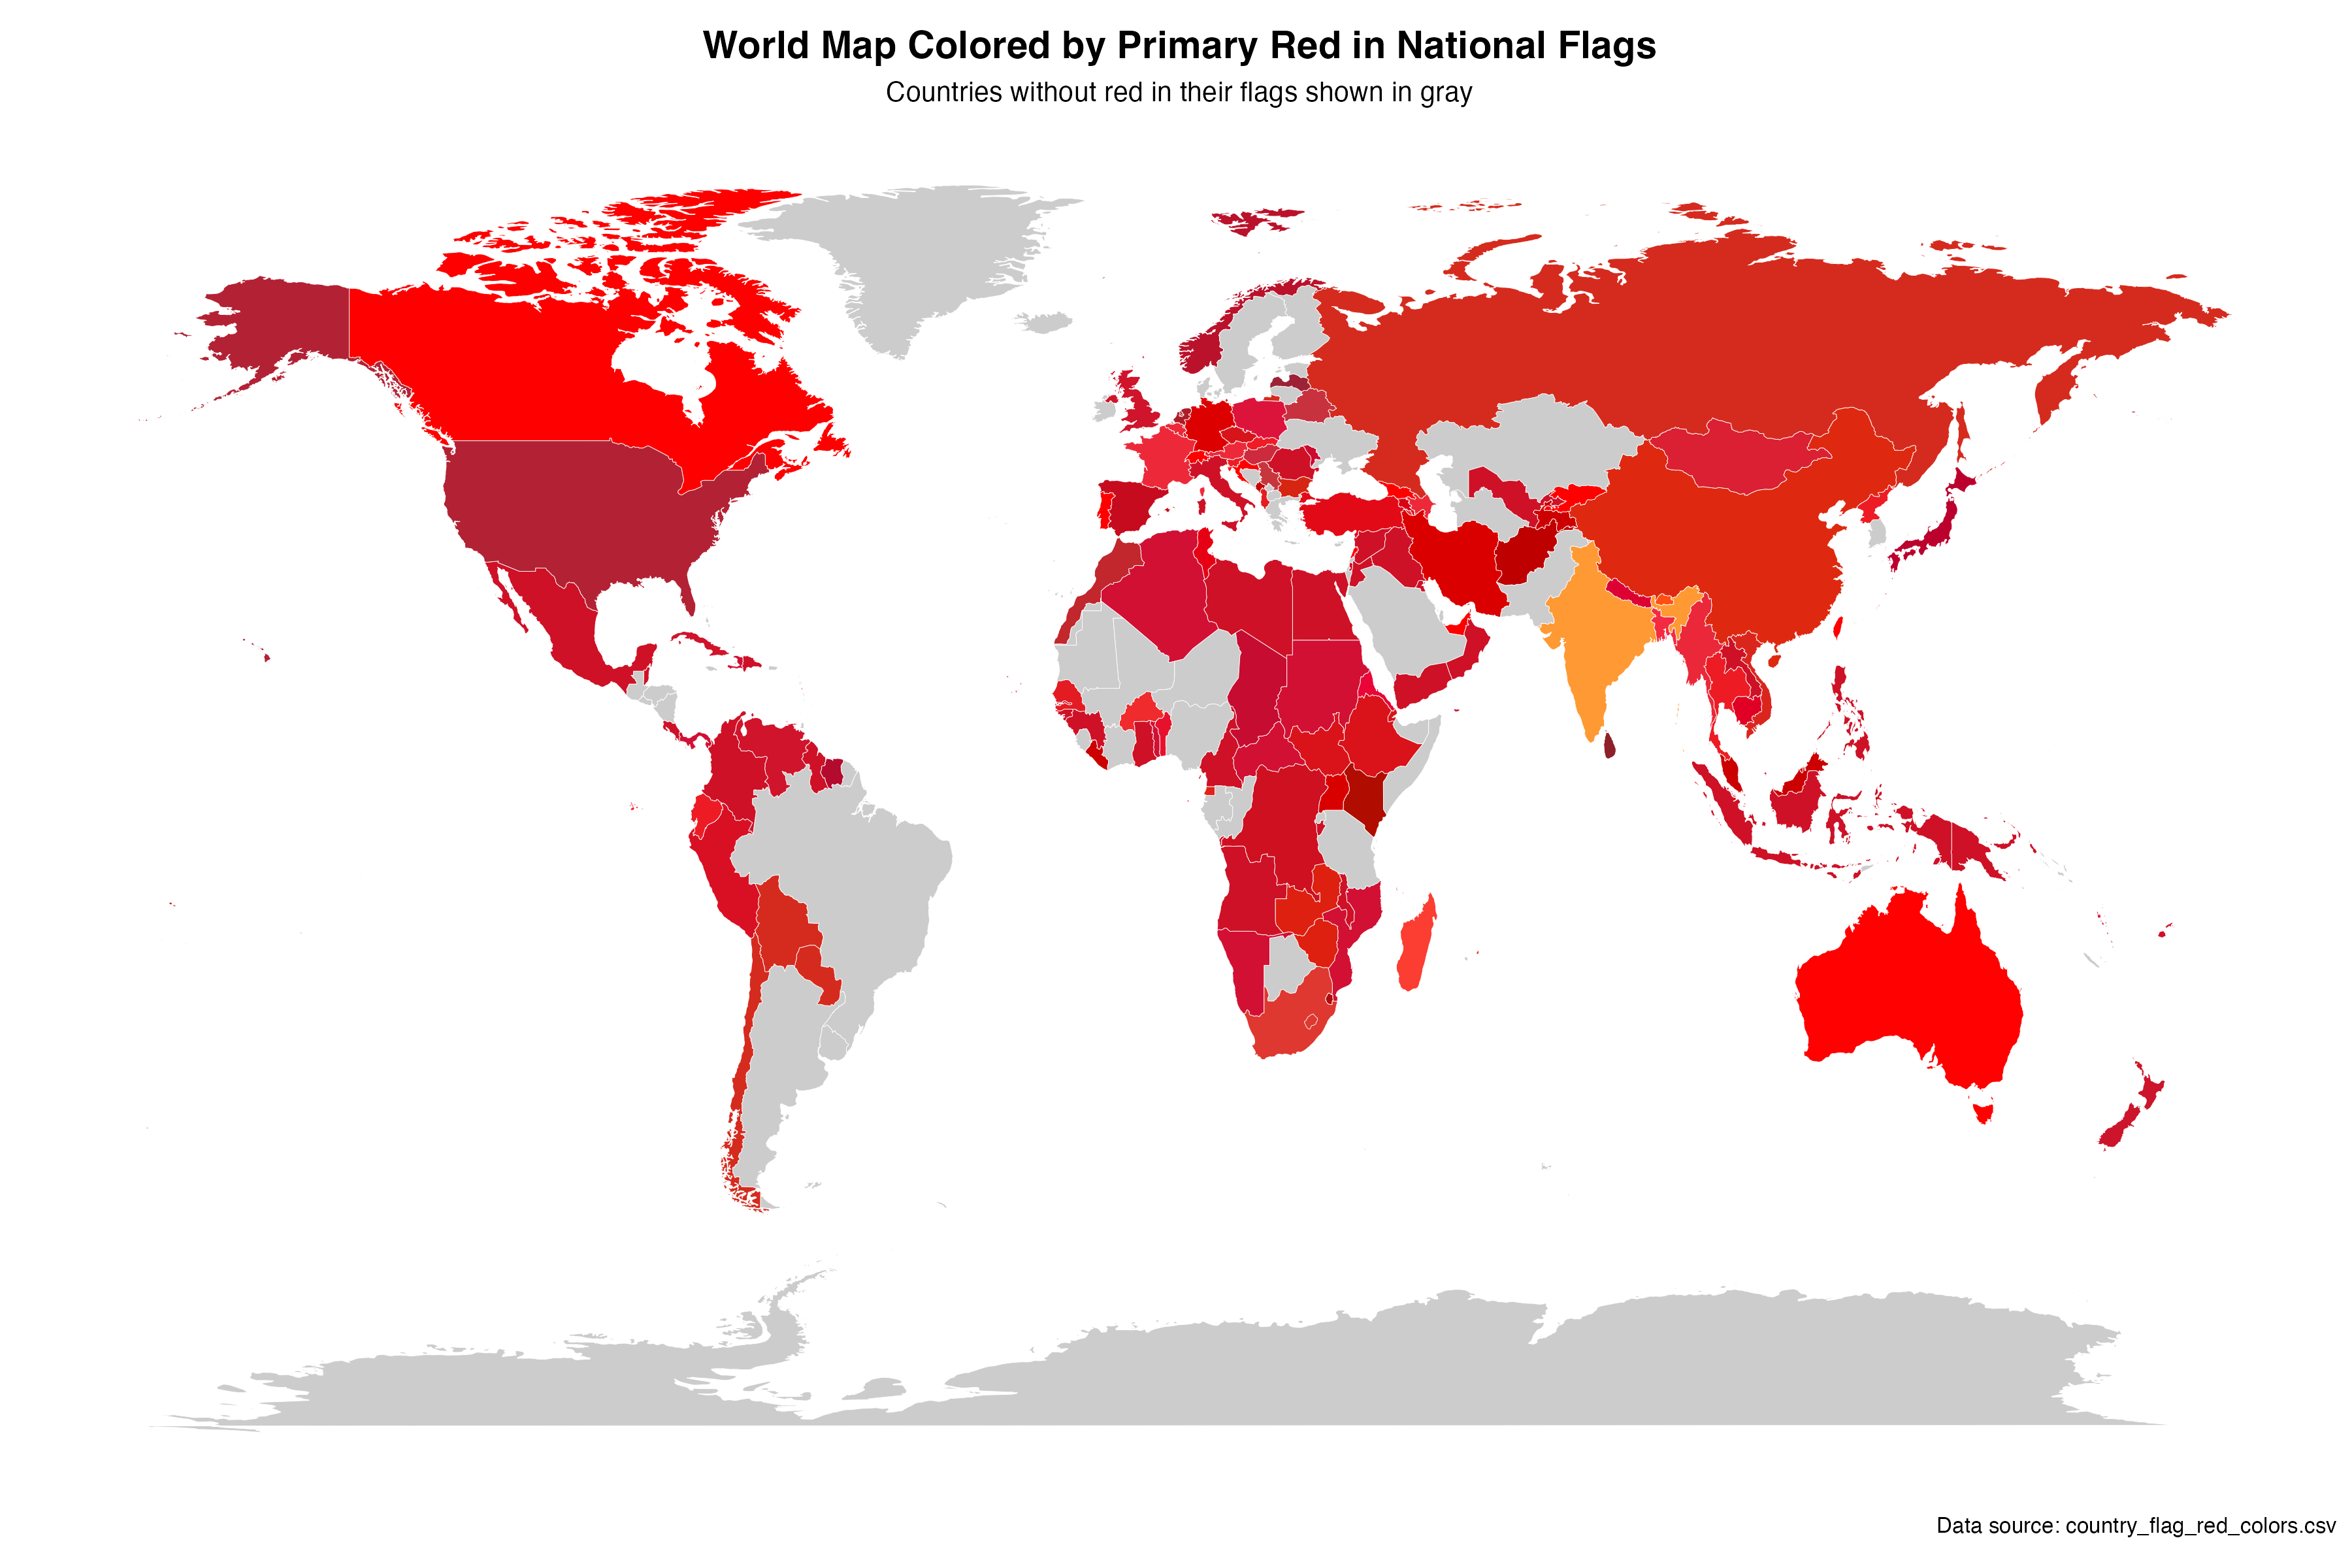 World Map Colored by Primary Red in National Flags
Countries without red in their flags shown in gray
Data source: country_flag_red_colors.csv